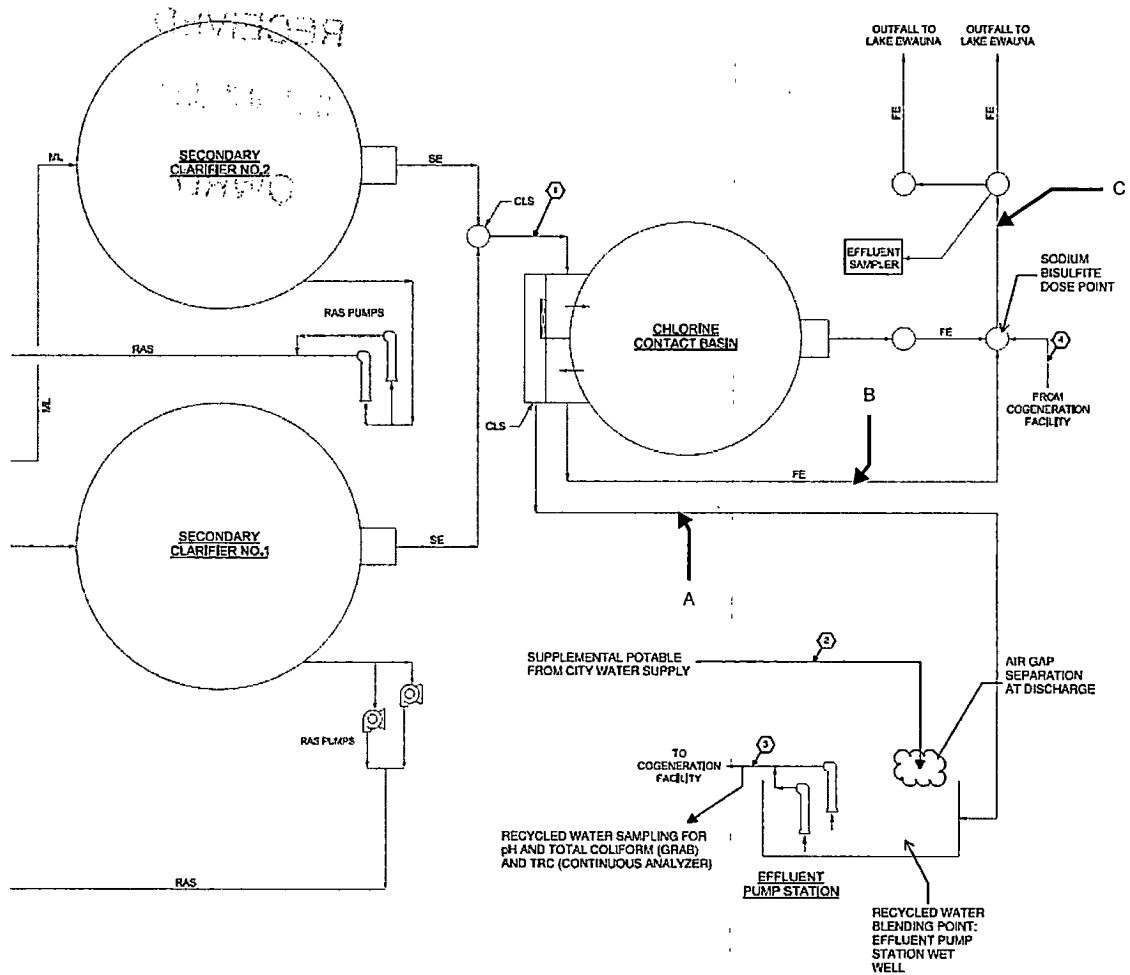 RECEIVED
OUTFALL TO
LAKE EWAUNA
OUTFALL TO
LAKE EWAUNA
FE
FE
ML
SECONDARY
CLARIFIER NO.2
SE
CLS
C
EFFLUENT
SAMPLER
SODIUM
BISULFITE
DOSE POINT
RAS PUMPS
RAS
CHLORINE
CONTACT BASIN
FE
4
FROM
COGENERATION
FACILITY
ML
CLS
B
FE
SECONDARY
CLARIFIER NO.1
SE
A
2
SUPPLEMENTAL POTABLE
FROM CITY WATER SUPPLY
AIR GAP
SEPARATION
AT DISCHARGE
RAS PUMPS
3
TO
COGENERATION
FACILITY
RECYCLED WATER SAMPLING FOR
pH AND TOTAL COLIFORM (GRAB)
AND TRC (CONTINUOUS ANALYZER)
EFFLUENT
PUMP STATION
RAS
RECYCLED WATER
BLENDING POINT:
EFFLUENT PUMP
STATION WET
WELL